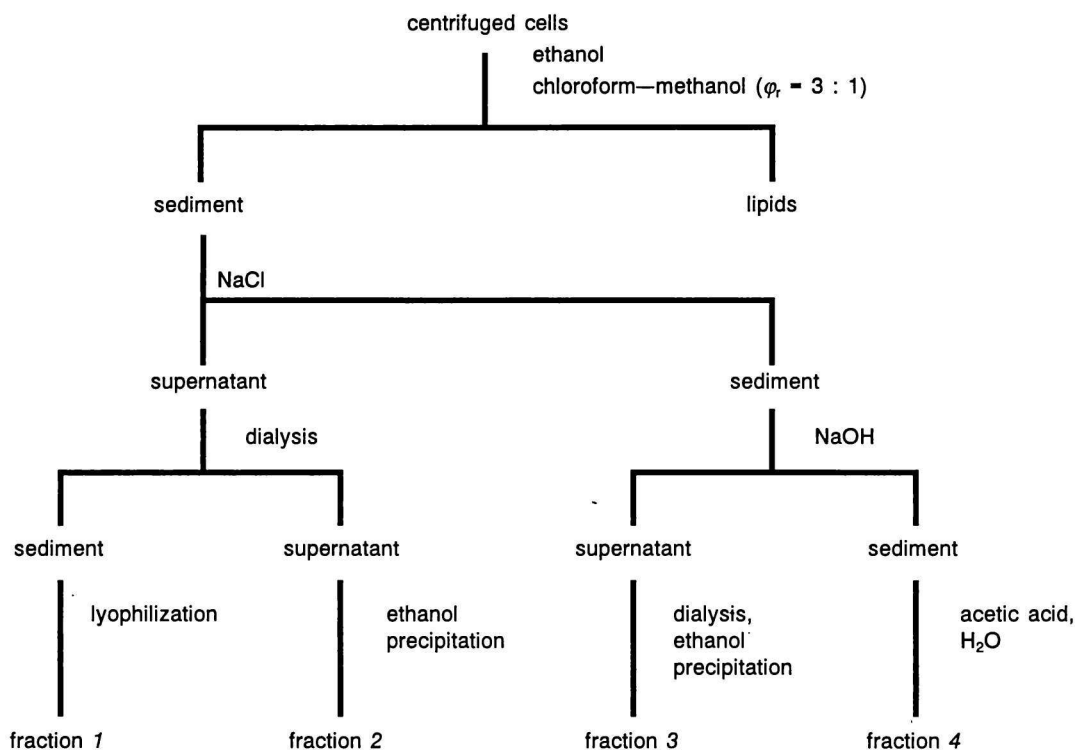 centrifuged cells
ethanol
chloroform—methanol (φᵣ = 3 : 1)
sediment
lipids
NaCl
supernatant
sediment
dialysis
NaOH
sediment
supernatant
supernatant
sediment
lyophilization
ethanol
precipitation
dialysis,
ethanol
precipitation
acetic acid,
H₂O
fraction 1
fraction 2
fraction 3
fraction 4